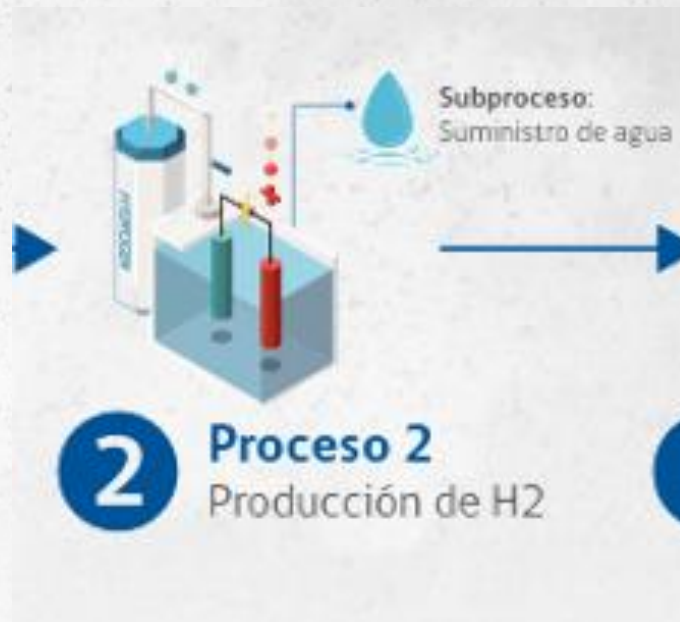 Subproceso:
Suministro de agua
2
Proceso 2
Producción de H2